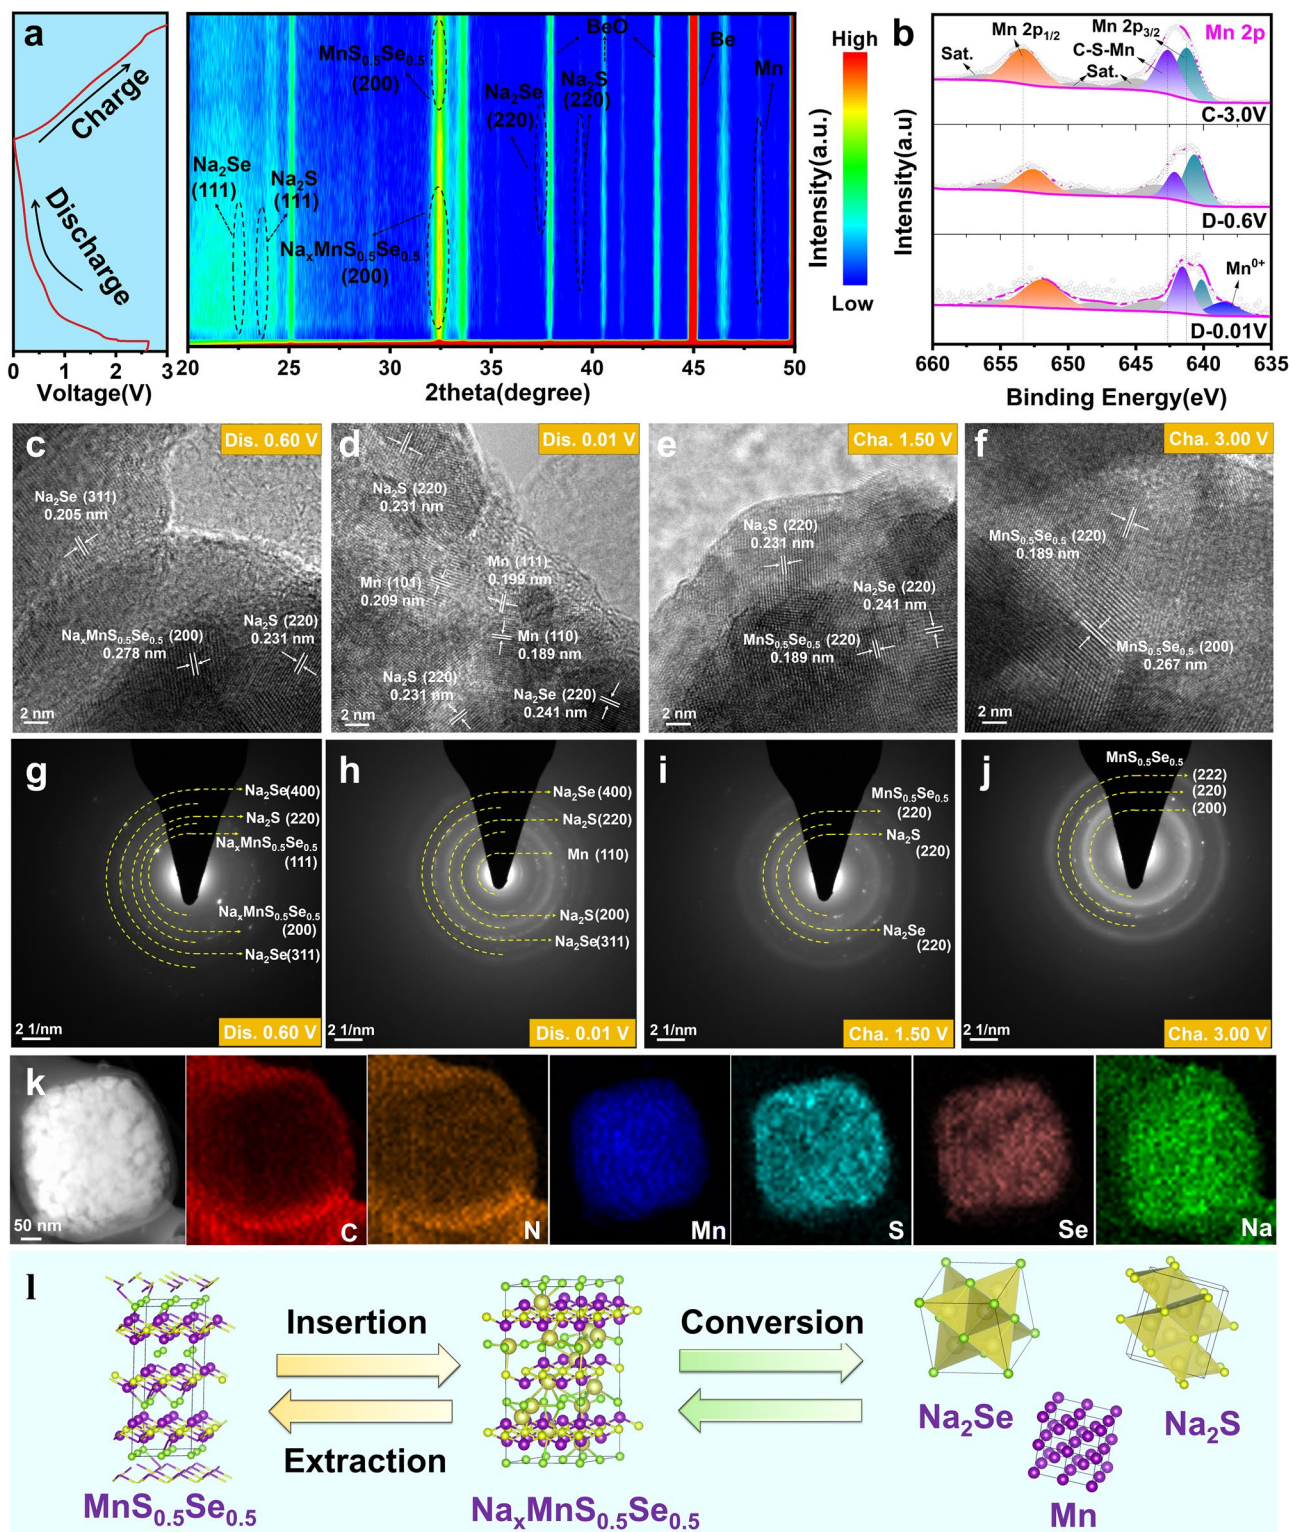 a
Charge
Discharge
0 1 2 3
Voltage(V)
MnS₀.₅Se₀.₅
(200)
BeO
Be
Mn
Na₂Se
(220)
Na₂S
(220)
Na₂Se
(111)
Na₂S
(111)
NaₓMnS₀.₅Se₀.₅
(200)
20 25 30 35 40 45 50
2theta(degree)
High
Low
Intensity(a.u.)
b
Mn 2p₁/₂
Mn 2p₃/₂
Mn 2p
C-S-Mn
Sat.
Sat.
C-3.0V
D-0.6V
Mn⁰⁺
D-0.01V
Intensity(a.u)
660 655 650 645 640 635
Binding Energy(eV)
c
Dis. 0.60 V
Na₂Se (311)
0.205 nm
NaₓMnS₀.₅Se₀.₅ (200)
0.278 nm
Na₂S (220)
0.231 nm
2 nm
d
Dis. 0.01 V
Na₂S (220)
0.231 nm
Mn (101)
0.209 nm
Mn (111)
0.199 nm
Mn (110)
0.189 nm
Na₂S (220)
0.231 nm
Na₂Se (220)
0.241 nm
2 nm
e
Cha. 1.50 V
Na₂S (220)
0.231 nm
Na₂Se (220)
0.241 nm
MnS₀.₅Se₀.₅ (220)
0.189 nm
2 nm
f
Cha. 3.00 V
MnS₀.₅Se₀.₅ (220)
0.189 nm
MnS₀.₅Se₀.₅ (200)
0.267 nm
2 nm
g
Na₂Se(400)
Na₂S (220)
NaₓMnS₀.₅Se₀.₅
(111)
NaₓMnS₀.₅Se₀.₅
(200)
Na₂Se(311)
2 1/nm
Dis. 0.60 V
h
Na₂Se(400)
Na₂S(220)
Mn (110)
Na₂S(200)
Na₂Se(311)
2 1/nm
Dis. 0.01 V
i
MnS₀.₅Se₀.₅
(220)
Na₂S
(220)
Na₂Se
(220)
2 1/nm
Cha. 1.50 V
j
MnS₀.₅Se₀.₅
(222)
(220)
(200)
2 1/nm
Cha. 3.00 V
k
50 nm
C
N
Mn
S
Se
Na
l
Insertion
Extraction
Conversion
MnS₀.₅Se₀.₅
NaₓMnS₀.₅Se₀.₅
Na₂Se
Na₂S
Mn